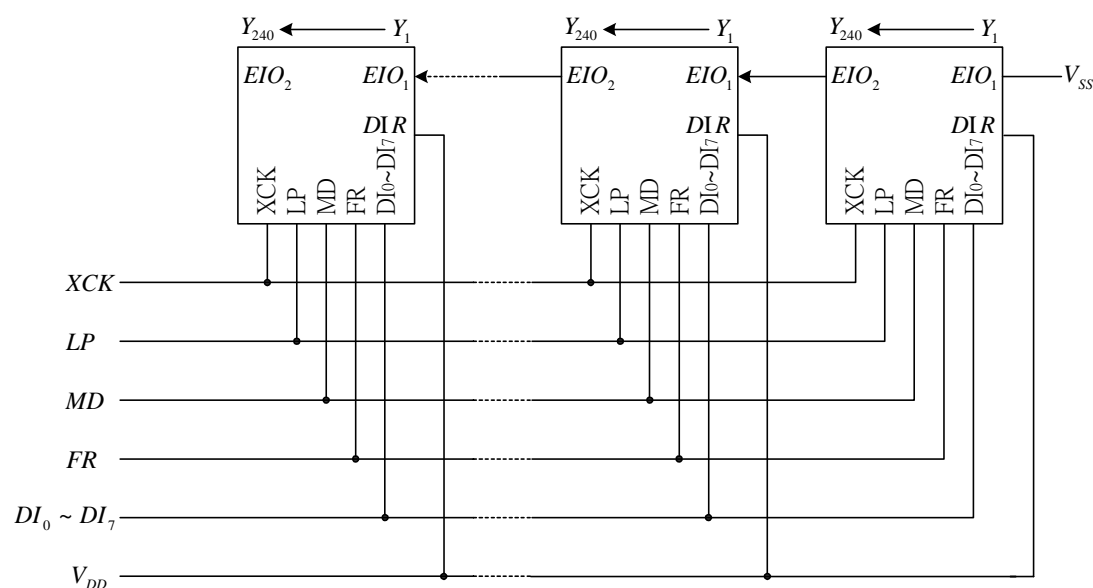 Y240 Y1 Y240 Y1 Y240 Y1
EIO2 EIO1 EIO2 EIO1 EIO2 EIO1 VSS
DIR DIR DIR
XCK LP MD FR DI0~DI7 XCK LP MD FR DI0~DI7 XCK LP MD FR DI0~DI7
XCK
LP
MD
FR
DI0 ~ DI7
VDD